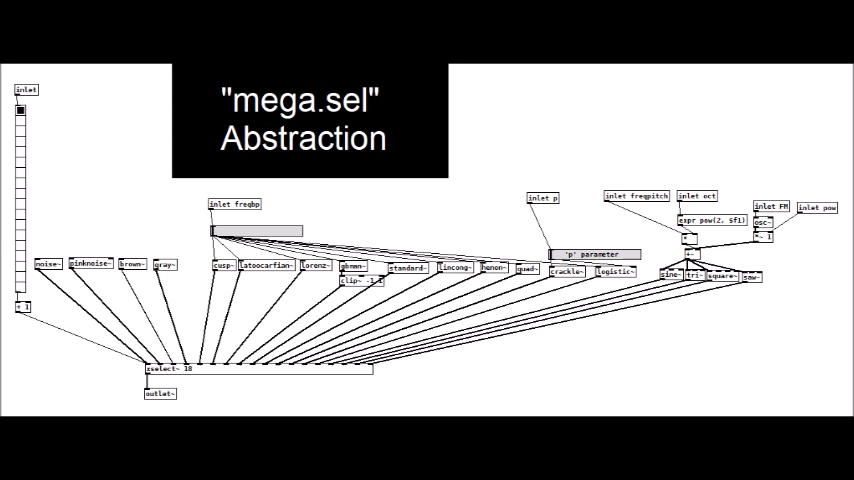 "mega.sel"
Abstraction
inlet
inlet freqbp
inlet p
inlet freqpitch
inlet oct
inlet FM
inlet pow
expr pow(2, $f1)
osc~
*
*~ 1
+~
'p' parameter
noise~
pinknoise~
brown~
gray~
cusp~
latoocarfian~
lorenz~
gbman~
standard~
lincong~
henon~
quad~
crackle~
logistic~
sine~
tri~
square~
saw~
clip~ -1 1
+ 1
xselect~ 18
outlet~